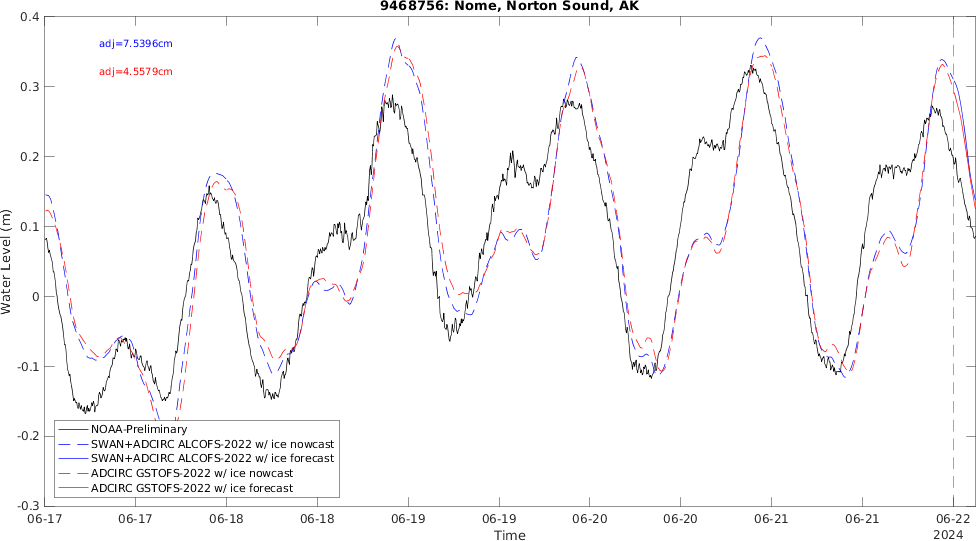 9468756: Nome, Norton Sound, AK
adj=7.5396cm
adj=4.5579cm
Water Level (m)
0.4
0.3
0.2
0.1
0
-0.1
-0.2
-0.3
NOAA-Preliminary
SWAN+ADCIRC ALCOFS-2022 w/ ice nowcast
SWAN+ADCIRC ALCOFS-2022 w/ ice forecast
ADCIRC GSTOFS-2022 w/ ice nowcast
ADCIRC GSTOFS-2022 w/ ice forecast
06-17 06-17 06-18 06-18 06-19 06-19 06-20 06-20 06-21 06-21 06-22
2024
Time